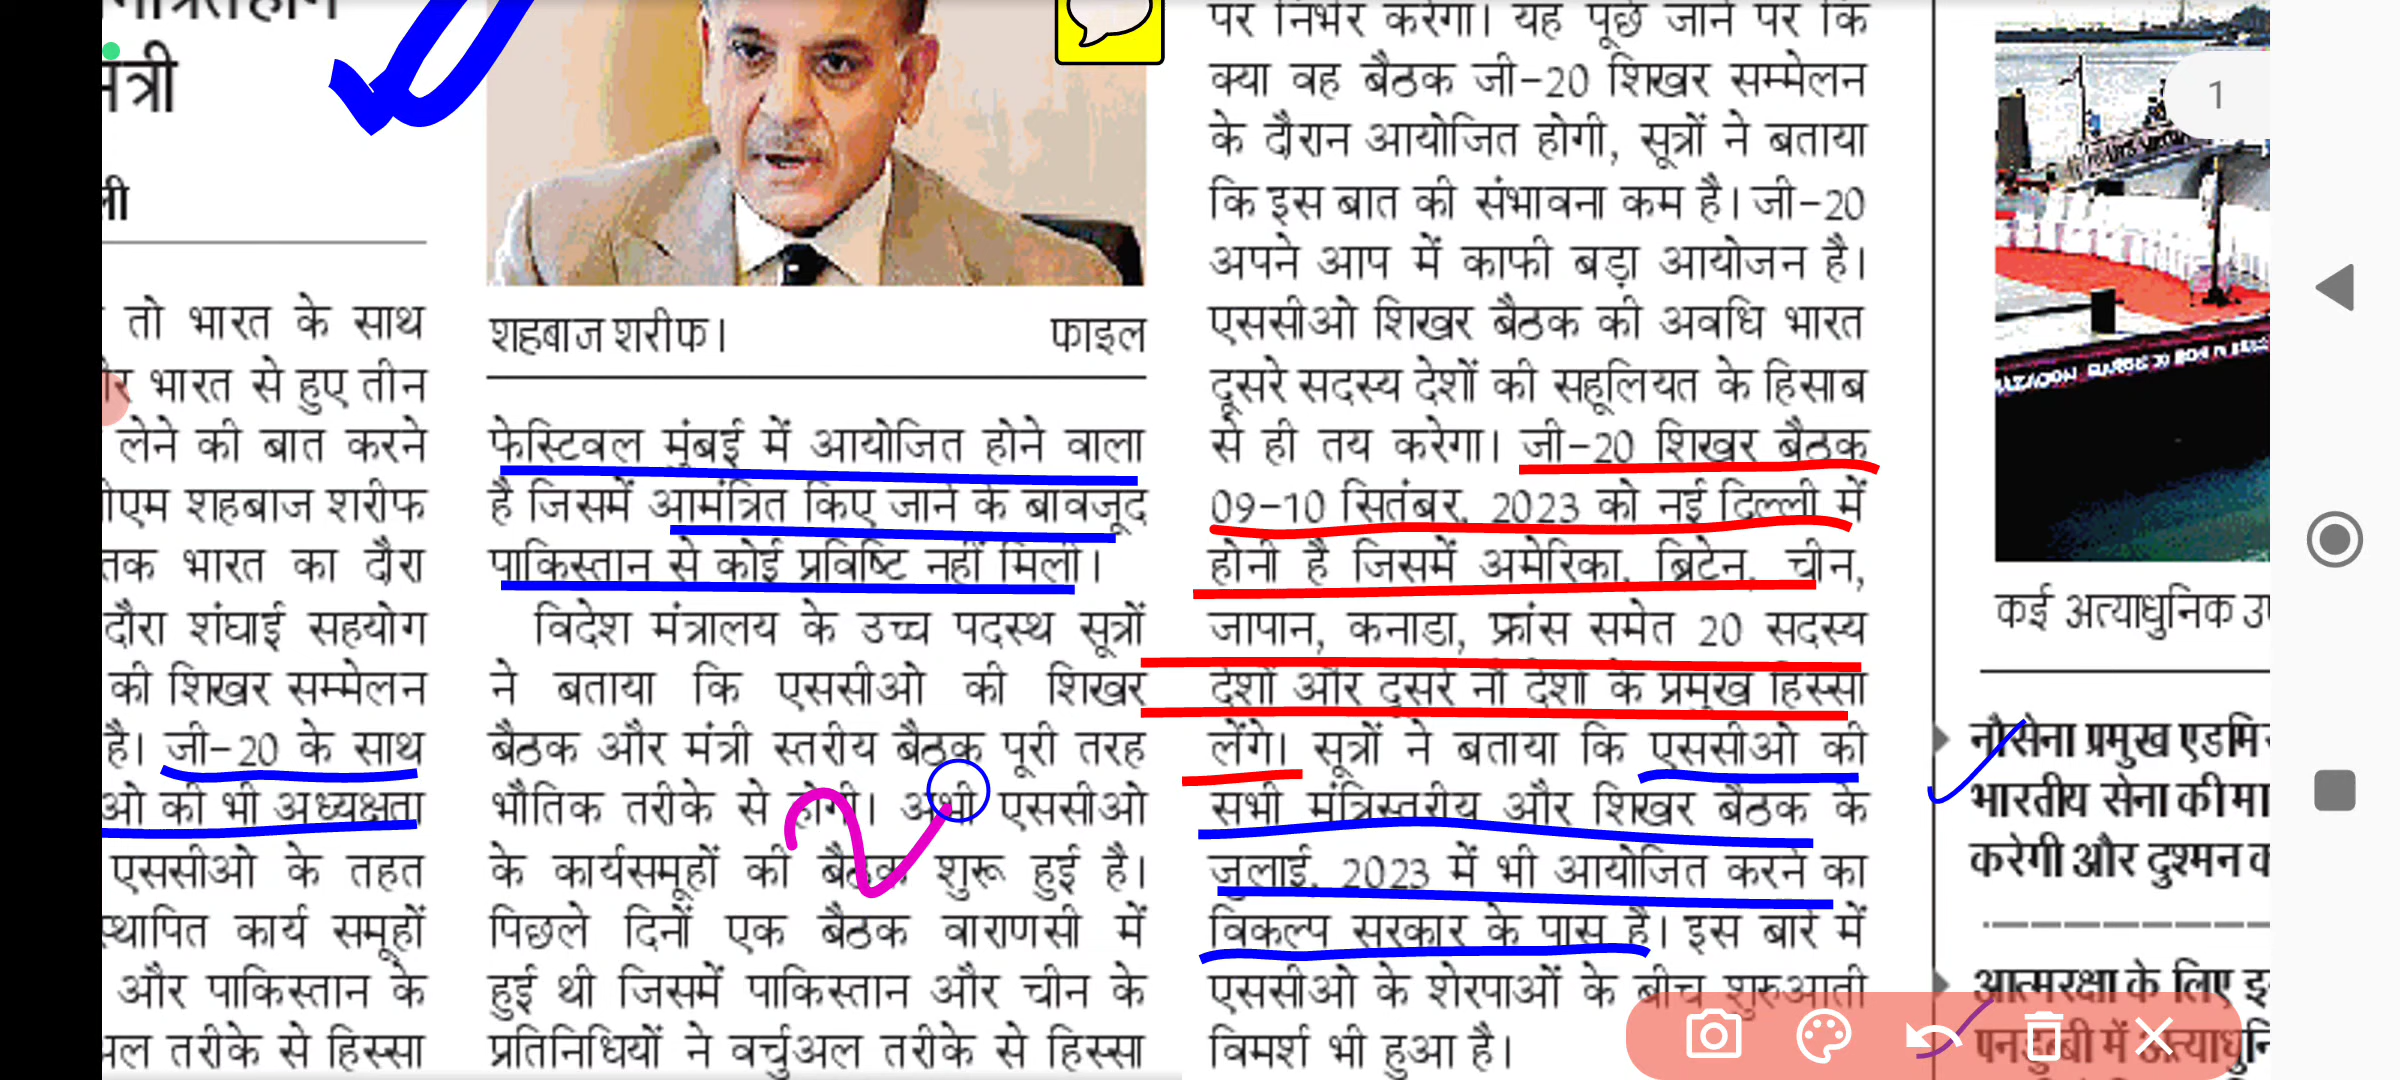 मंत्री
ली
तो भारत के साथ
भारत से हुए तीन
लेने की बात करने
पीएम शहबाज शरीफ
तक भारत का दौरा
दौरा शंघाई सहयोग
की शिखर सम्मेलन
है। जी-20 के साथ
ओ की भी अध्यक्षता
एससीओ के तहत
स्थापित कार्य समूहों
और पाकिस्तान के
तरीके से हिस्सा
शहबाज शरीफ। फाइल
फेस्टिवल मुंबई में आयोजित होने वाला
है जिसमें आमंत्रित किए जाने के बावजूद
पाकिस्तान से कोई प्रविष्टि नहीं मिली।
विदेश मंत्रालय के उच्च पदस्थ सूत्रों
ने बताया कि एससीओ की शिखर
बैठक और मंत्री स्तरीय बैठक पूरी तरह
भौतिक तरीके से होगी। अभी एससीओ
के कार्यसमूहों की बैठक शुरू हुई है।
पिछले दिनों एक बैठक वाराणसी में
हुई थी जिसमें पाकिस्तान और चीन के
प्रतिनिधियों ने वर्चुअल तरीके से हिस्सा
पर निर्भर करेगा। यह पूछे जाने पर कि
क्या वह बैठक जी-20 शिखर सम्मेलन
के दौरान आयोजित होगी, सूत्रों ने बताया
कि इस बात की संभावना कम है। जी-20
अपने आप में काफी बड़ा आयोजन है।
एससीओ शिखर बैठक की अवधि भारत
दूसरे सदस्य देशों की सहूलियत के हिसाब
से ही तय करेगा। जी-20 शिखर बैठक
09-10 सितंबर, 2023 को नई दिल्ली में
होनी है जिसमें अमेरिका, ब्रिटेन, चीन,
जापान, कनाडा, फ्रांस समेत 20 सदस्य
देशों और दूसरे नौ देशों के प्रमुख हिस्सा
लेंगे। सूत्रों ने बताया कि एससीओ की
सभी मंत्रिस्तरीय और शिखर बैठक के
जुलाई, 2023 में भी आयोजित करने का
विकल्प सरकार के पास है। इस बारे में
एससीओ के शेरपाओं के बीच शुरुआती
विमर्श भी हुआ है।
1
कई अत्याधुनिक
नौसेना प्रमुख एडमि
भारतीय सेना की मा
करेगी और दुश्मन
आत्मरक्षा के लिए इ
पनडुब्बी में अत्याधुनि